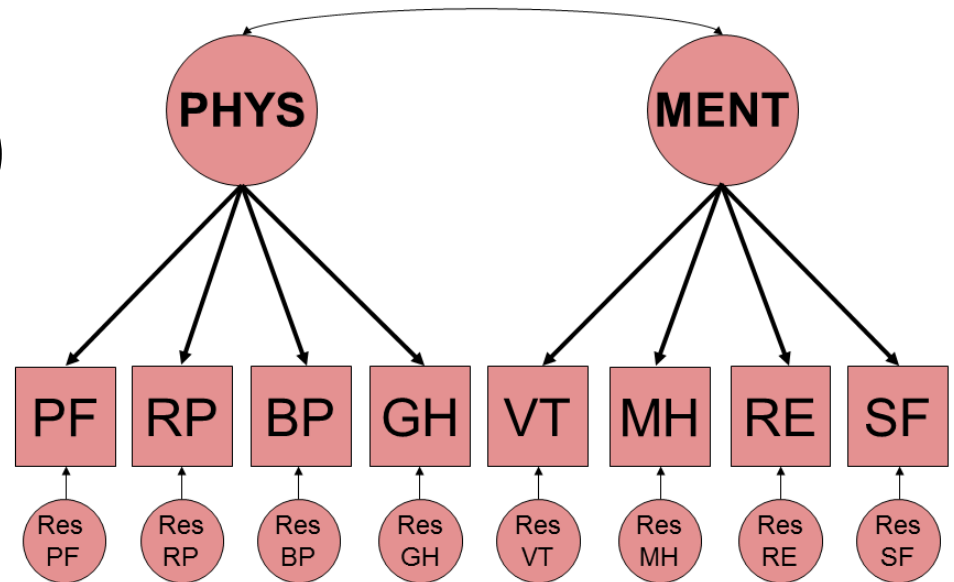 PHYS
MENT
PF
RP
BP
GH
VT
MH
RE
SF
Res
PF
Res
RP
Res
BP
Res
GH
Res
VT
Res
MH
Res
RE
Res
SF